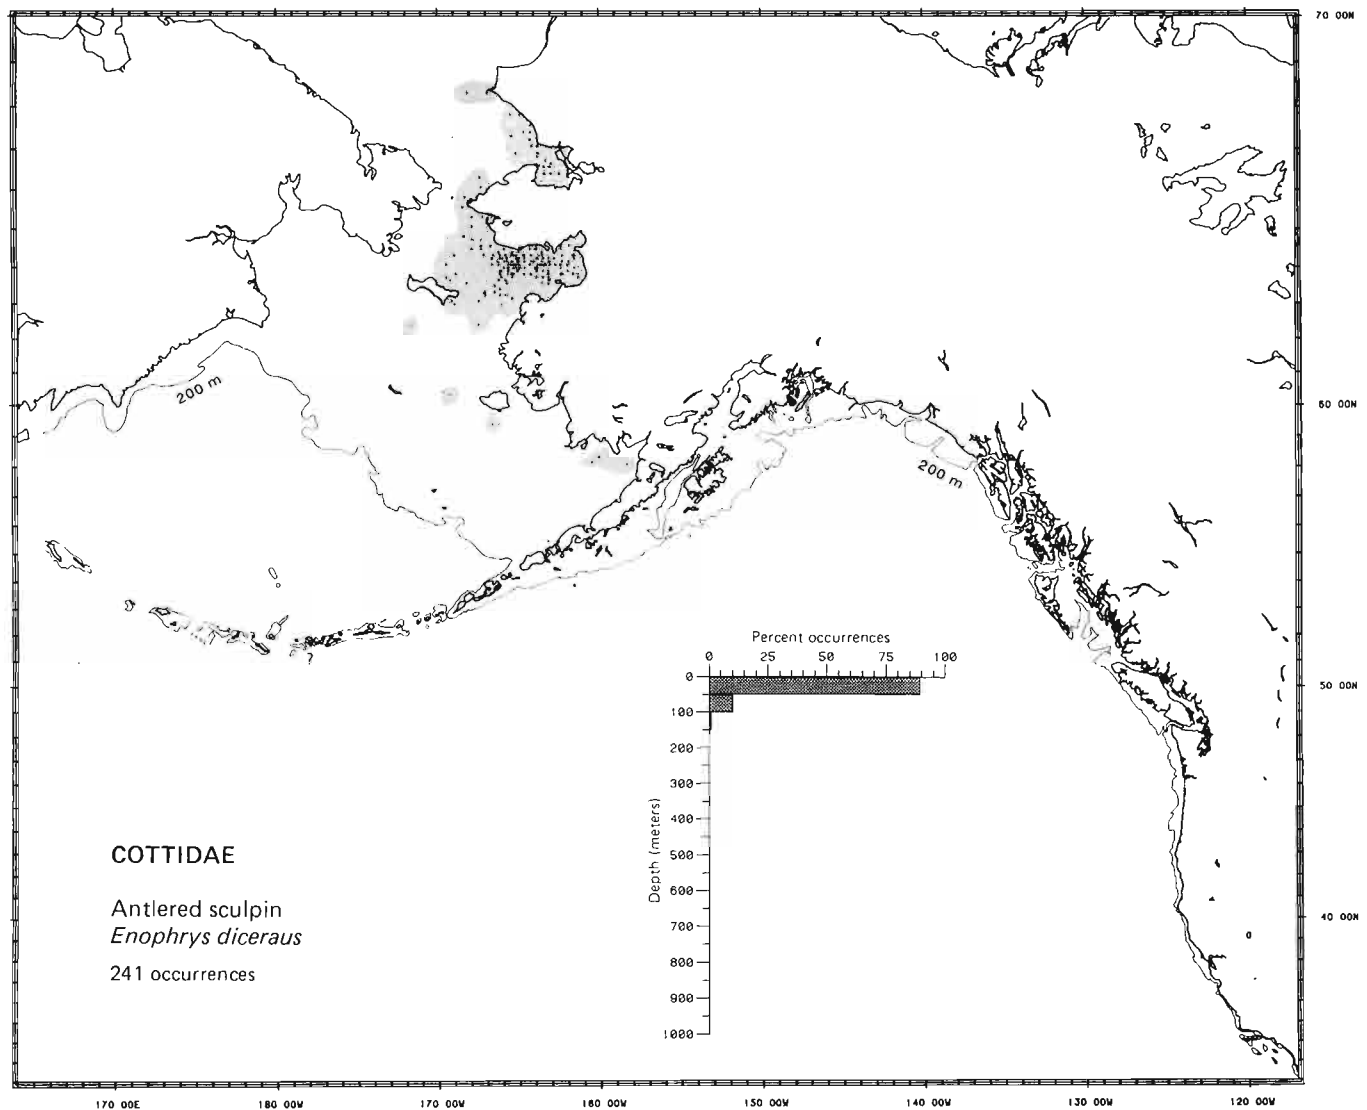 70 00N
200 m
60 00N
200 m
Percent occurrences
0 25 50 75 100
0
100
200
300
400
500
600
700
800
900
1000
Depth (meters)
50 00N
COTTIDAE
Antlered sculpin
Enophrys diceraus
241 occurrences
40 00N
170 00E 180 00W 170 00W 160 00W 150 00W 140 00W 130 00W 120 00W